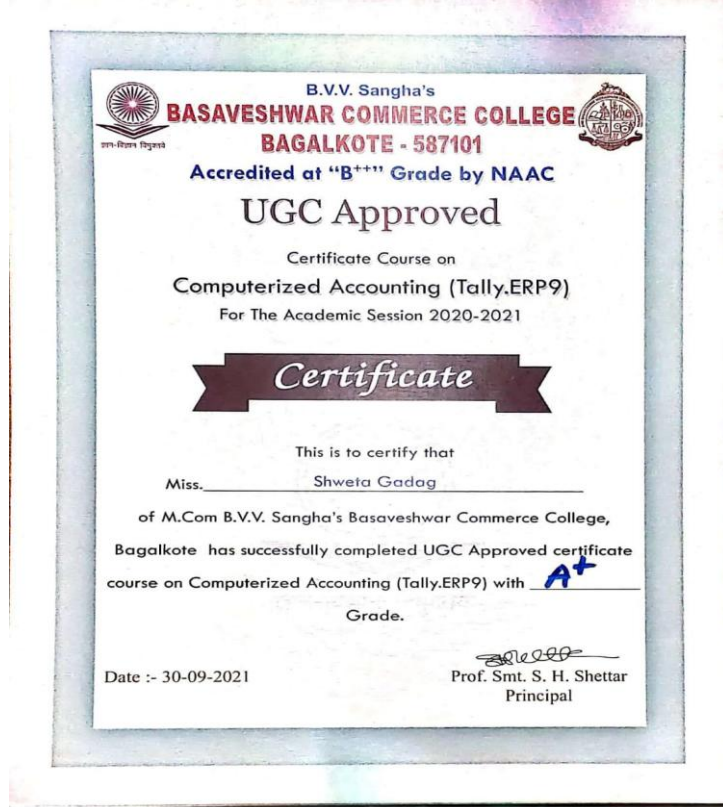 B.V.V. Sangha's
BASAVESHWAR COMMERCE COLLEGE
BAGALKOTE - 587101
ज्ञान-विज्ञान विमुक्तये
Accredited at "B⁺⁺" Grade by NAAC
UGC Approved
Certificate Course on
Computerized Accounting (Tally.ERP9)
For The Academic Session 2020-2021
Certificate
This is to certify that
Miss. Shweta Gadag
of M.Com B.V.V. Sangha's Basaveshwar Commerce College,
Bagalkote has successfully completed UGC Approved certificate
course on Computerized Accounting (Tally.ERP9) with A+
Grade.
Date :- 30-09-2021
Prof. Smt. S. H. Shettar
Principal